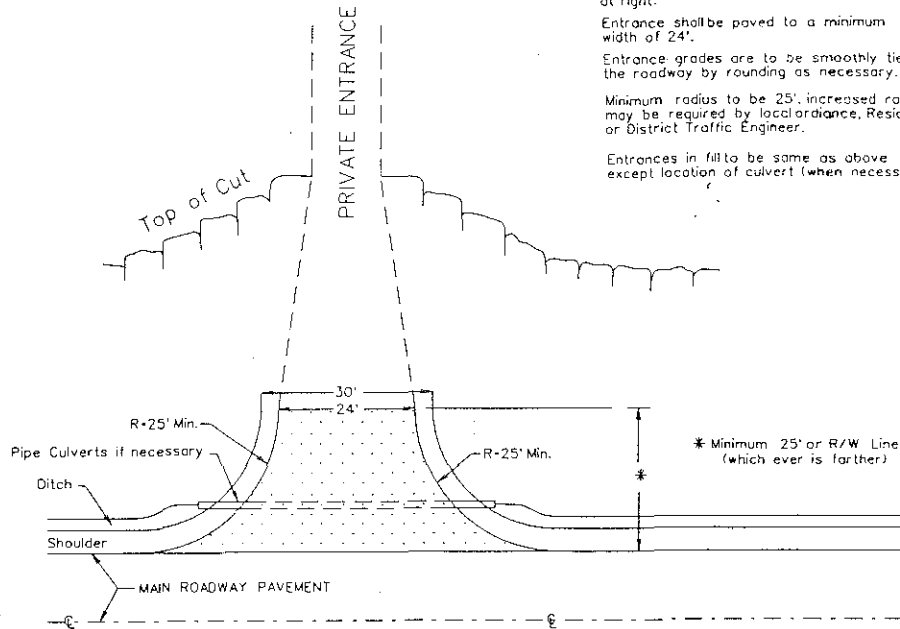 at right.
Entrance shall be paved to a minimum
width of 24'.
Entrance grades are to be smoothly
the roadway by rounding as necessary.
Minimum radius to be 25', increased
may be required by local ordiance,
or District Traffic Engineer.
Entrances in fill to be same as above
except location of culvert (when
PRIVATE ENTRANCE
Top of Cut
30'
24'
R-25' Min.
Pipe Culverts if necessary
R-25' Min.
* Minimum 25' or R/W Line
(which ever is farther)
*
Ditch
Shoulder
MAIN ROADWAY PAVEMENT
℄ ℄